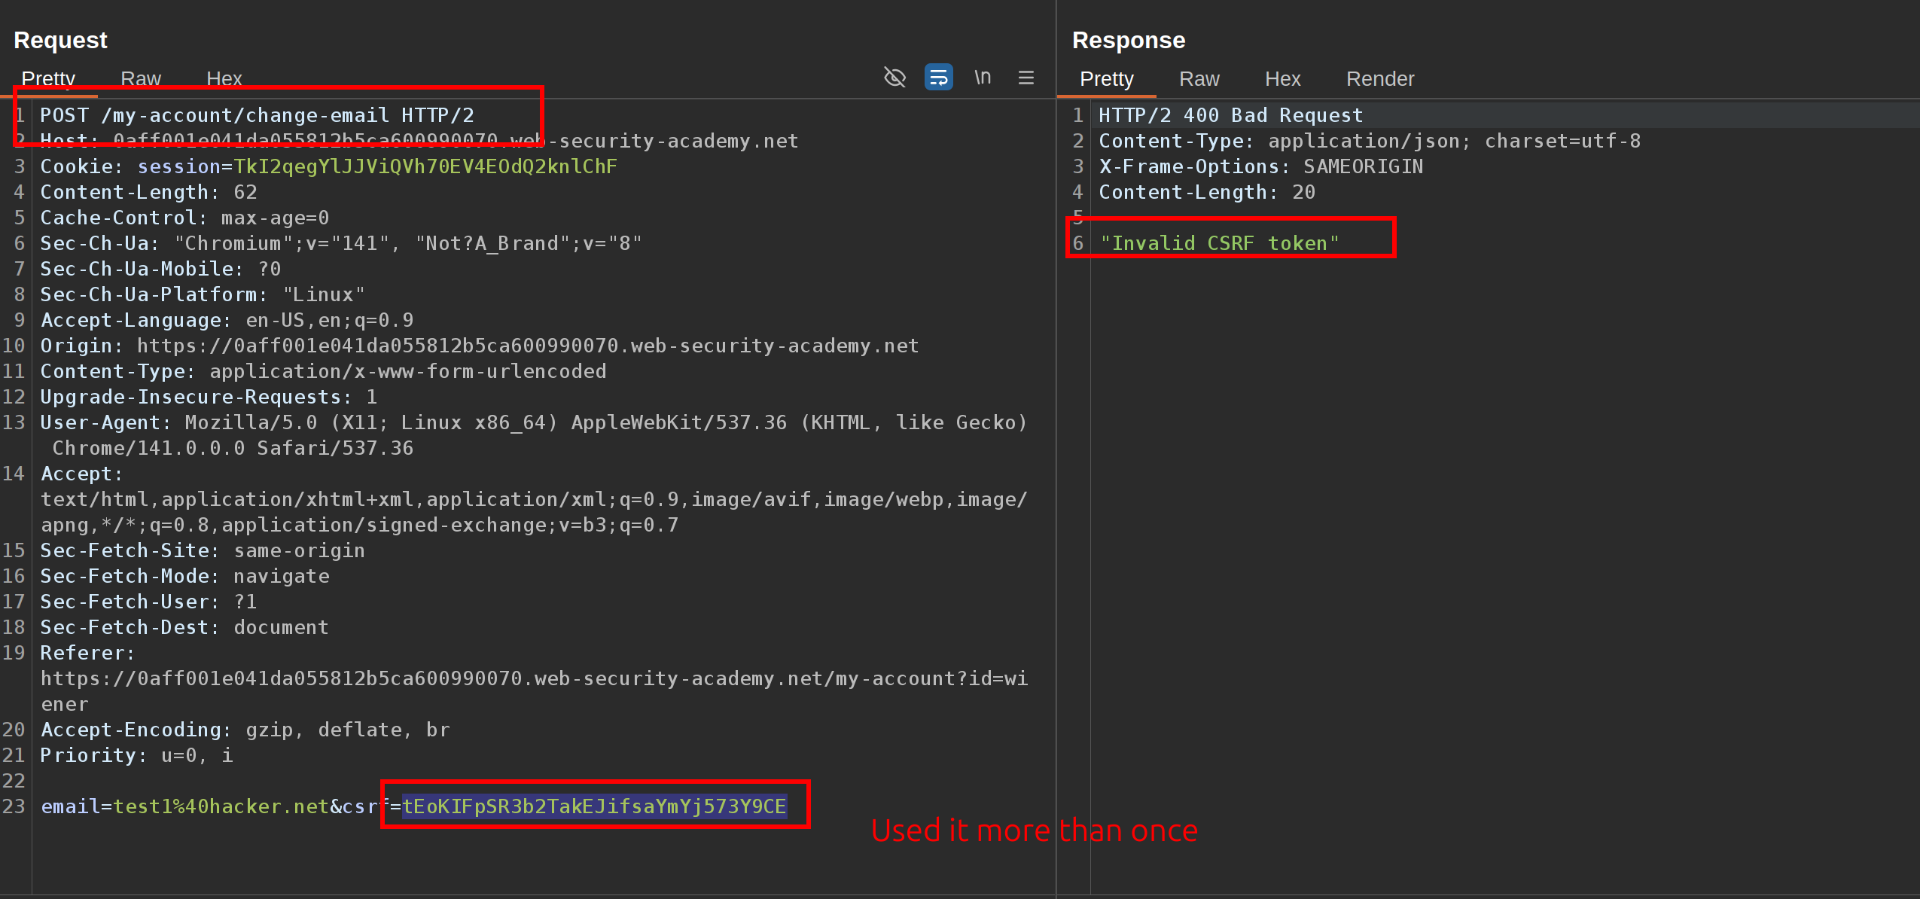 Request
Pretty Raw Hex
\n
1 POST /my-account/change-email HTTP/2
2 Host: 0aff001e041da055812b5ca600990070.web-security-academy.net
3 Cookie: session=TkI2qegYlJJViQVh70EV4EOdQ2knlChF
4 Content-Length: 62
5 Cache-Control: max-age=0
6 Sec-Ch-Ua: "Chromium";v="141", "Not?A_Brand";v="8"
7 Sec-Ch-Ua-Mobile: ?0
8 Sec-Ch-Ua-Platform: "Linux"
9 Accept-Language: en-US,en;q=0.9
10 Origin: https://0aff001e041da055812b5ca600990070.web-security-academy.net
11 Content-Type: application/x-www-form-urlencoded
12 Upgrade-Insecure-Requests: 1
13 User-Agent: Mozilla/5.0 (X11; Linux x86_64) AppleWebKit/537.36 (KHTML, like Gecko)
Chrome/141.0.0.0 Safari/537.36
14 Accept:
text/html,application/xhtml+xml,application/xml;q=0.9,image/avif,image/webp,image/
apng,*/*;q=0.8,application/signed-exchange;v=b3;q=0.7
15 Sec-Fetch-Site: same-origin
16 Sec-Fetch-Mode: navigate
17 Sec-Fetch-User: ?1
18 Sec-Fetch-Dest: document
19 Referer:
https://0aff001e041da055812b5ca600990070.web-security-academy.net/my-account?id=wi
ener
20 Accept-Encoding: gzip, deflate, br
21 Priority: u=0, i
22
23 email=test1%40hacker.net&csrf=tEoKIFpSR3b2TakEJifsaYmYj573Y9CE
Used it more than once
Response
Pretty Raw Hex Render
1 HTTP/2 400 Bad Request
2 Content-Type: application/json; charset=utf-8
3 X-Frame-Options: SAMEORIGIN
4 Content-Length: 20
5
6 "Invalid CSRF token"